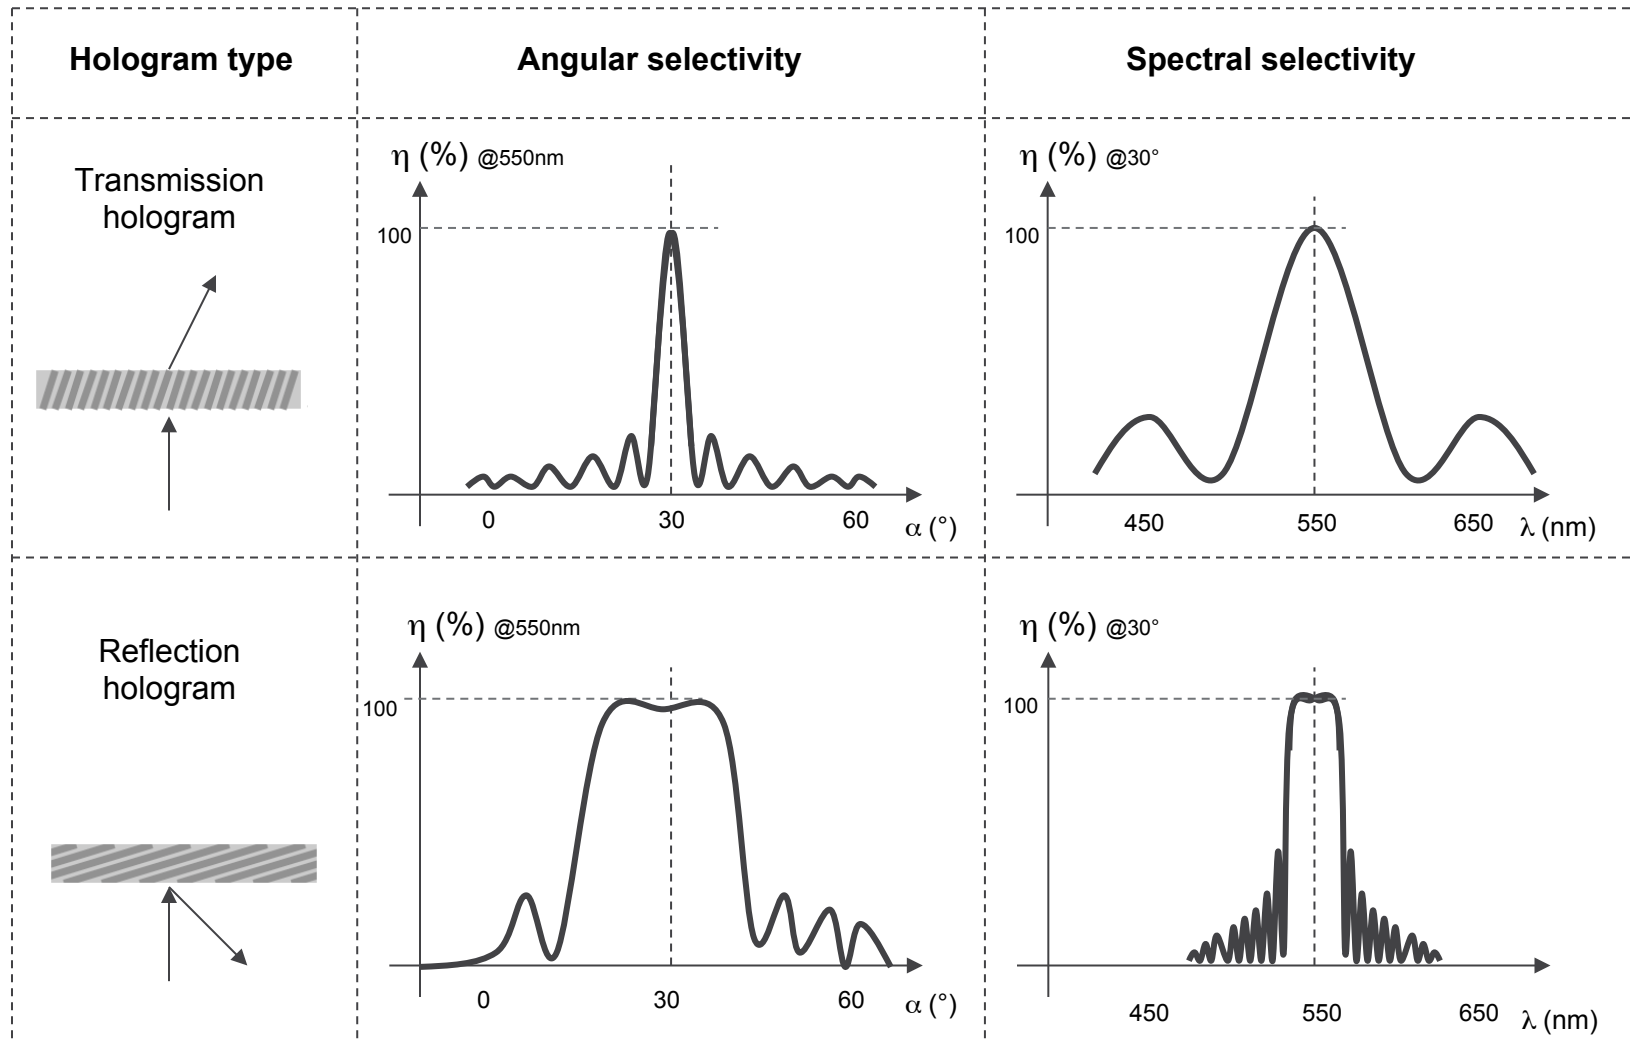 Hologram type
Angular selectivity
Spectral selectivity
Transmission
hologram
η (%) @550nm
100
0
30
60
α (°)
η (%) @30°
100
450
550
650
λ (nm)
Reflection
hologram
η (%) @550nm
100
0
30
60
α (°)
η (%) @30°
100
450
550
650
λ (nm)